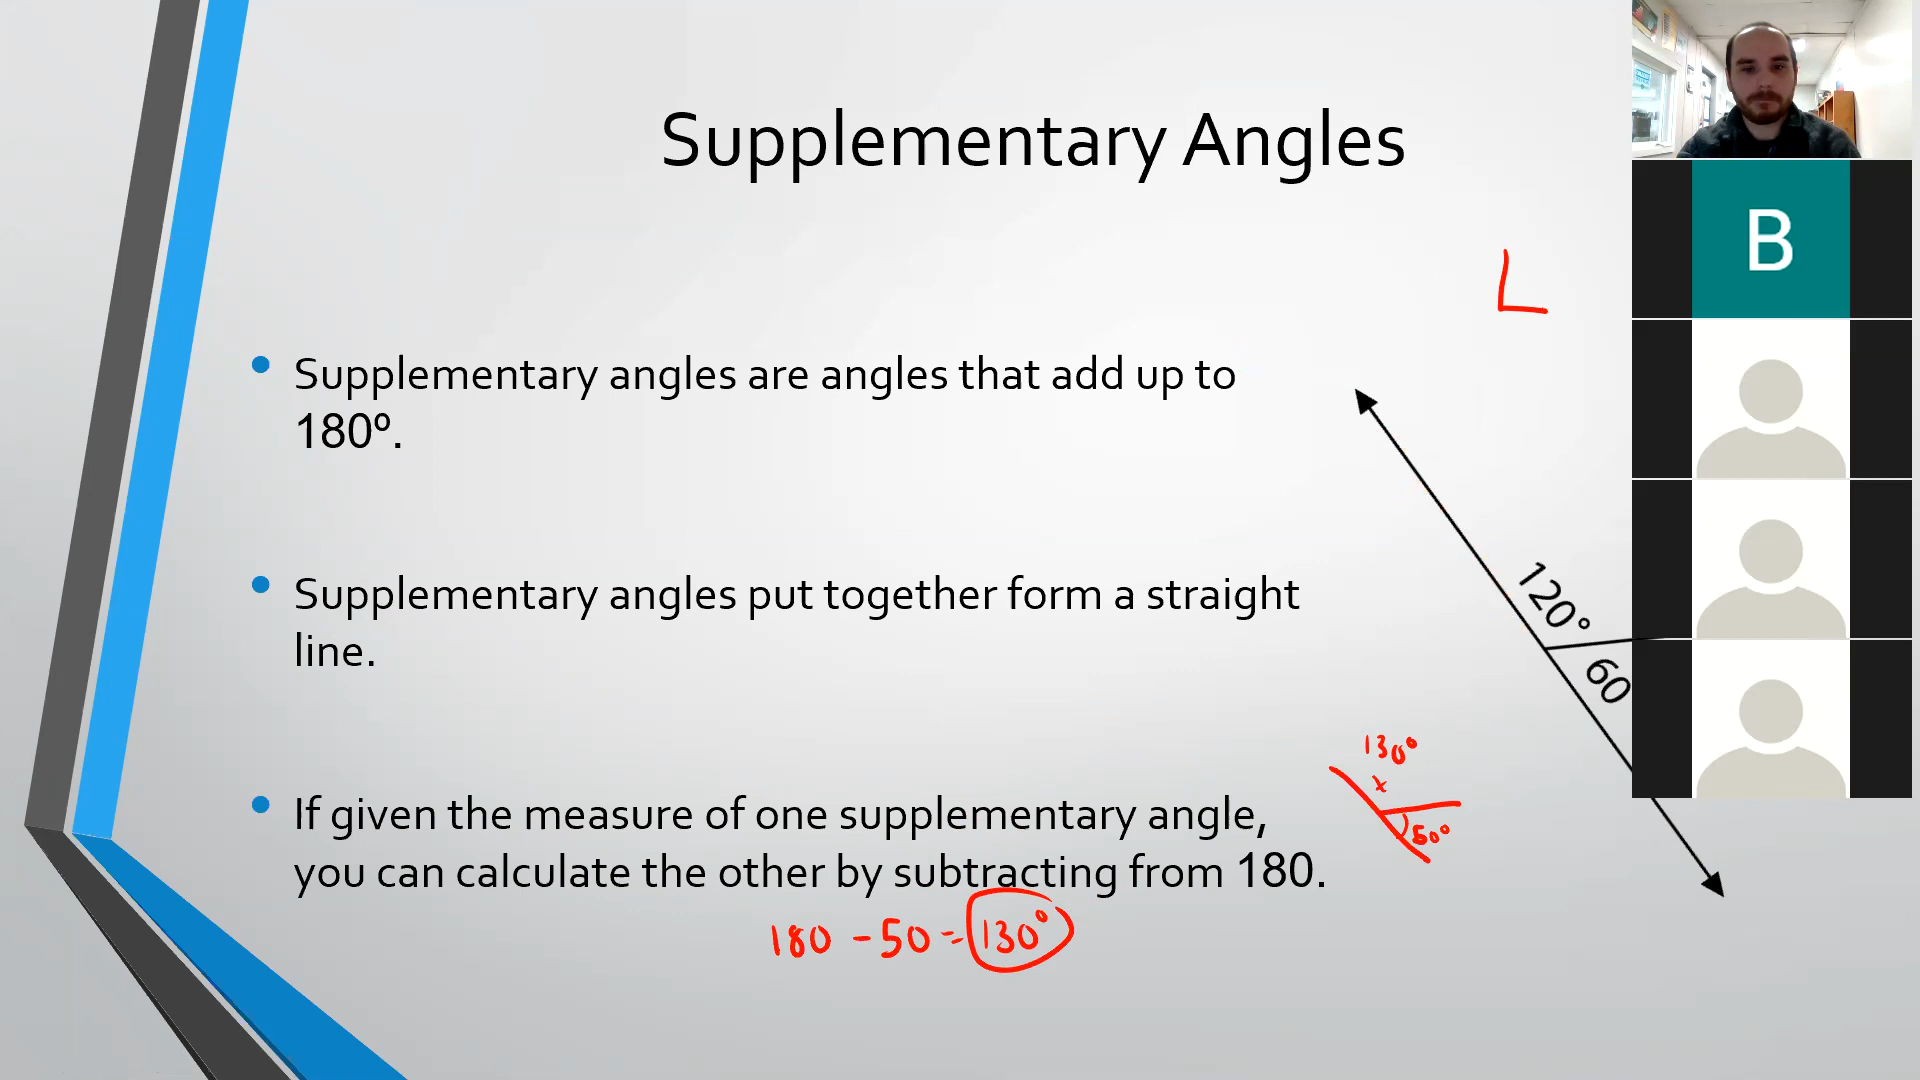 Supplementary Angles
B
Supplementary angles are angles that add up to
180º.
120°
Supplementary angles put together form a straight
line.
60
130°
x
If given the measure of one supplementary angle,
50°
you can calculate the other by subtracting from 180.
180 - 50 = 130°